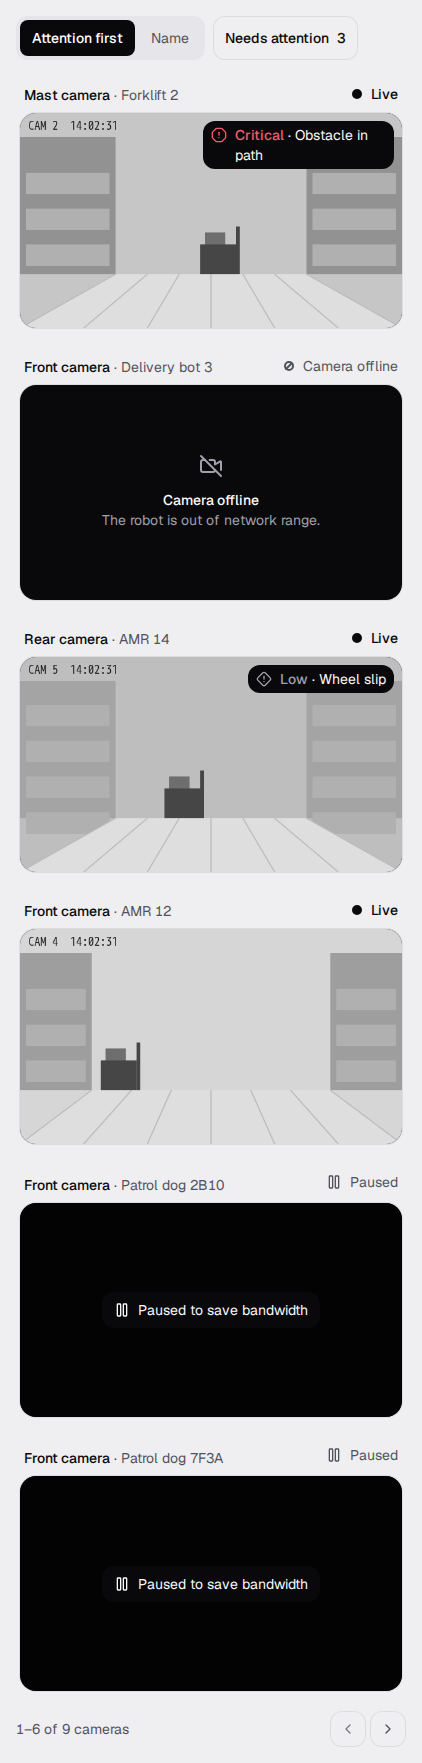 Attention first Name Needs attention 3
Mast camera · Forklift 2 Live
CAM 2 14:02:31
Critical · Obstacle in
path
Front camera · Delivery bot 3 Camera offline
Camera offline
The robot is out of network range.
Rear camera · AMR 14 Live
CAM 5 14:02:31
Low · Wheel slip
Front camera · AMR 12 Live
CAM 4 14:02:31
Front camera · Patrol dog 2B10 Paused
Paused to save bandwidth
Front camera · Patrol dog 7F3A Paused
Paused to save bandwidth
1–6 of 9 cameras